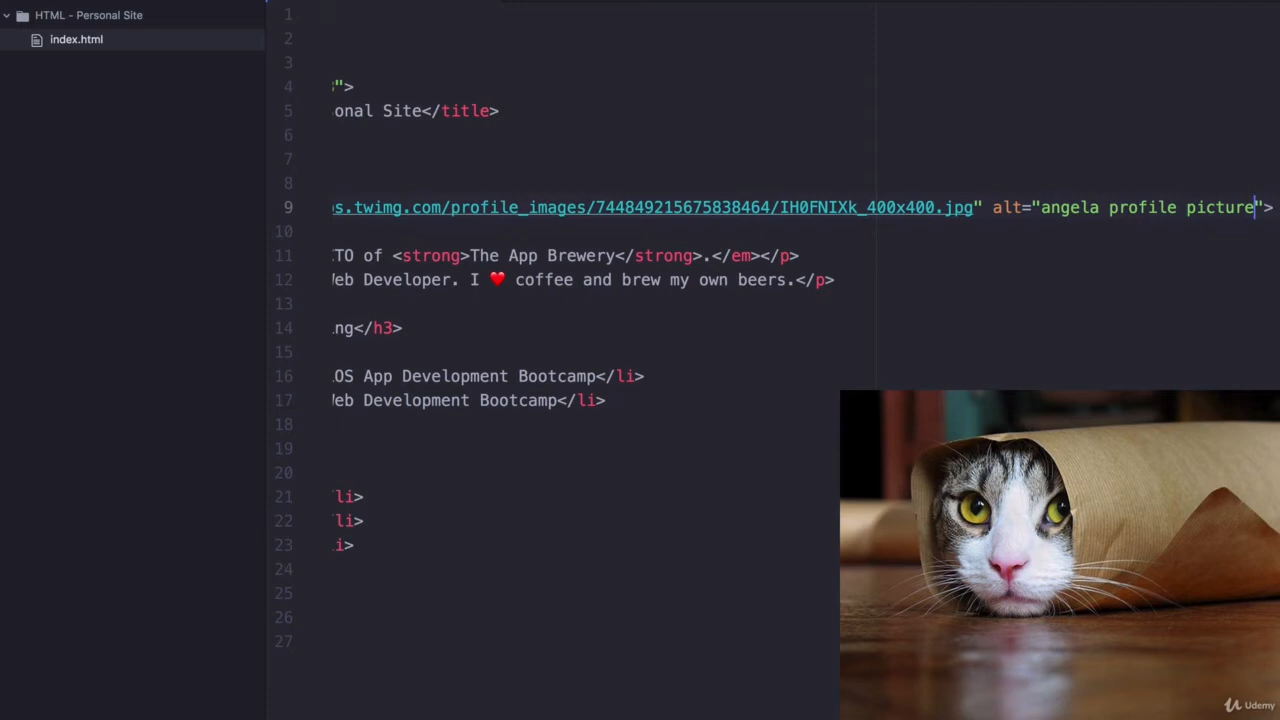 HTML - Personal Site
index.html
1
2
3
4 ">
5 onal Site</title>
6
7
8
9 s.twimg.com/profile_images/744849215675838464/IH0FNIXk_400x400.jpg" alt="angela profile picture">
11 TO of <strong>The App Brewery</strong>.</em></p>
12 eb Developer. I ❤️ coffee and brew my own beers.</p>
13
14 ng</h3>
15
16 OS App Development Bootcamp</li>
17 eb Development Bootcamp</li>
18
19
20
21 li>
22 li>
23 i>
24
25
26
27
Udemy